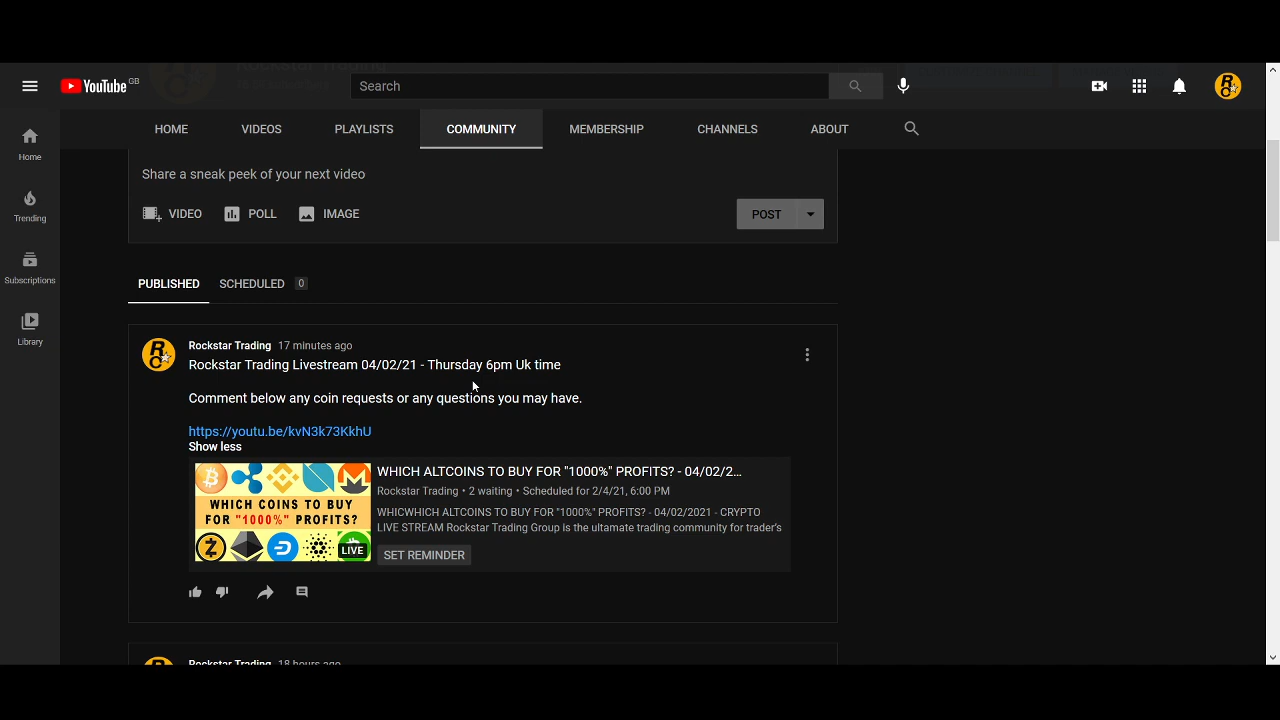 YouTube GB
Search
HOME VIDEOS PLAYLISTS COMMUNITY MEMBERSHIP CHANNELS ABOUT
Home
Trending
Subscriptions
Library
Share a sneak peek of your next video
VIDEO POLL IMAGE POST
PUBLISHED SCHEDULED 0
Rockstar Trading 17 minutes ago
Rockstar Trading Livestream 04/02/21 - Thursday 6pm Uk time
Comment below any coin requests or any questions you may have.
https://youtu.be/kvN3k73KkhU
Show less
WHICH COINS TO BUY
FOR "1000%" PROFITS?
LIVE
WHICH ALTCOINS TO BUY FOR "1000%" PROFITS? - 04/02/2...
Rockstar Trading • 2 waiting • Scheduled for 2/4/21, 6:00 PM
WHICWHICH ALTCOINS TO BUY FOR "1000%" PROFITS? - 04/02/2021 - CRYPTO
LIVE STREAM Rockstar Trading Group is the ultamate trading community for trader's
SET REMINDER
Rockstar Trading 18 hours ago